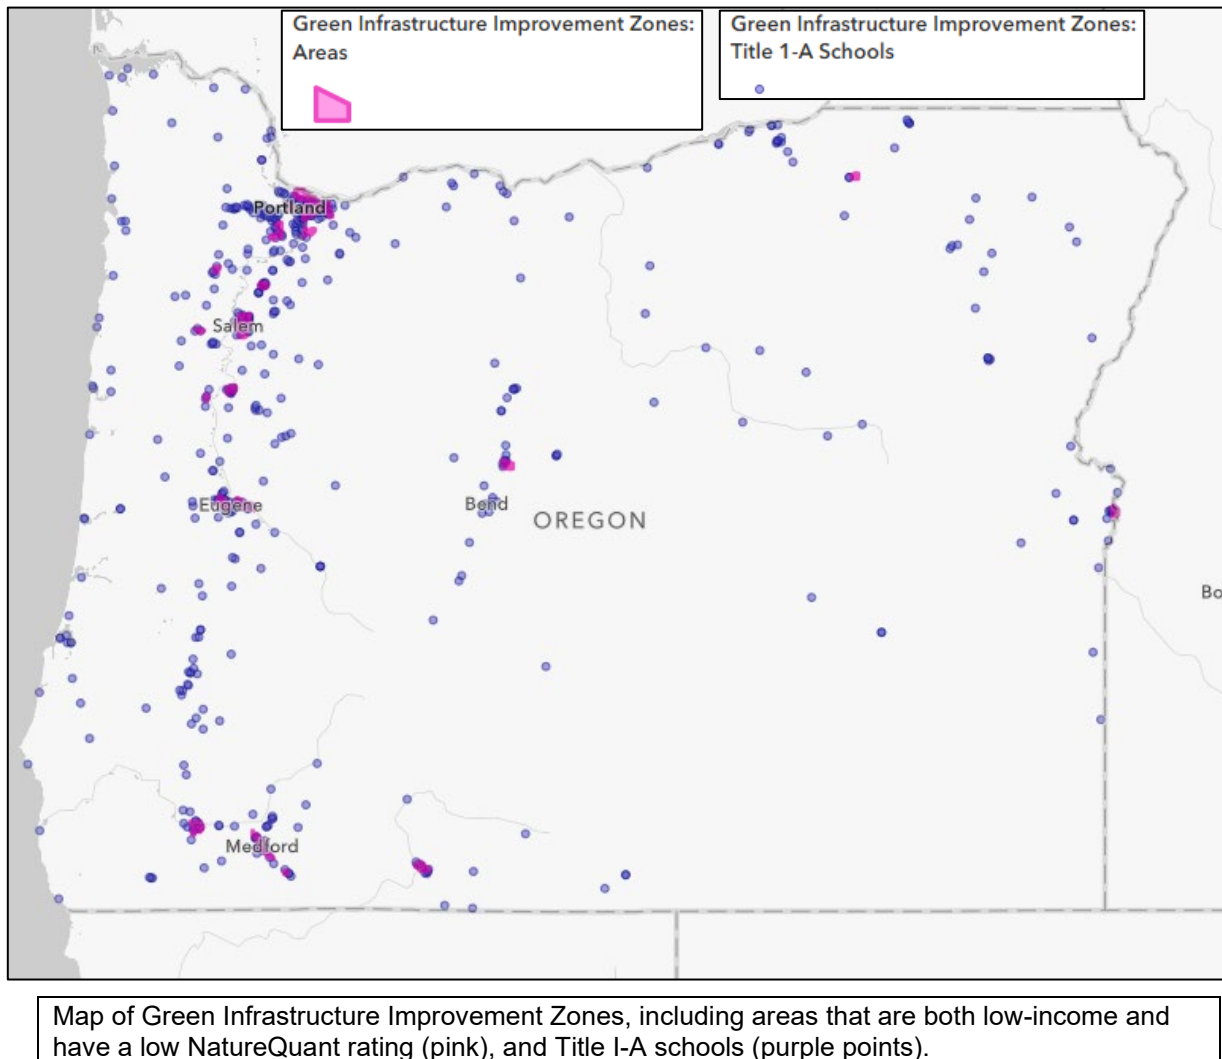 Green Infrastructure Improvement Zones:
Areas
Green Infrastructure Improvement Zones:
Title 1-A Schools
Portland
Salem
Eugene
Bend
OREGON
Bo
Medford
Map of Green Infrastructure Improvement Zones, including areas that are both low-income and
have a low NatureQuant rating (pink), and Title I-A schools (purple points).